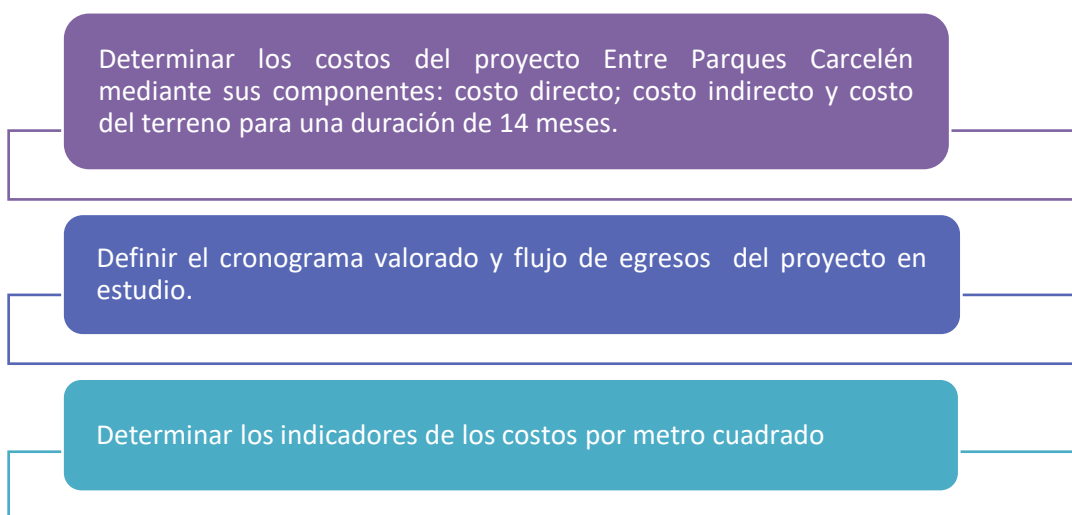 Determinar los costos del proyecto Entre Parques Carcelén
mediante sus componentes: costo directo; costo indirecto y costo
del terreno para una duración de 14 meses.
Definir el cronograma valorado y flujo de egresos del proyecto en
estudio.
Determinar los indicadores de los costos por metro cuadrado